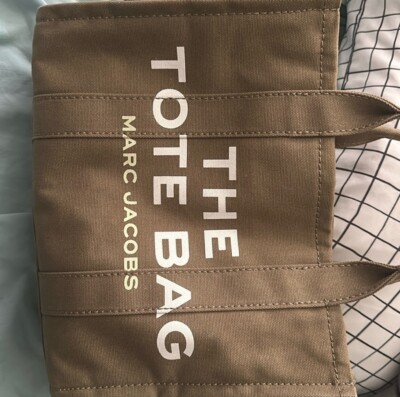 THE
TOTE BAG
MARC JACOBS